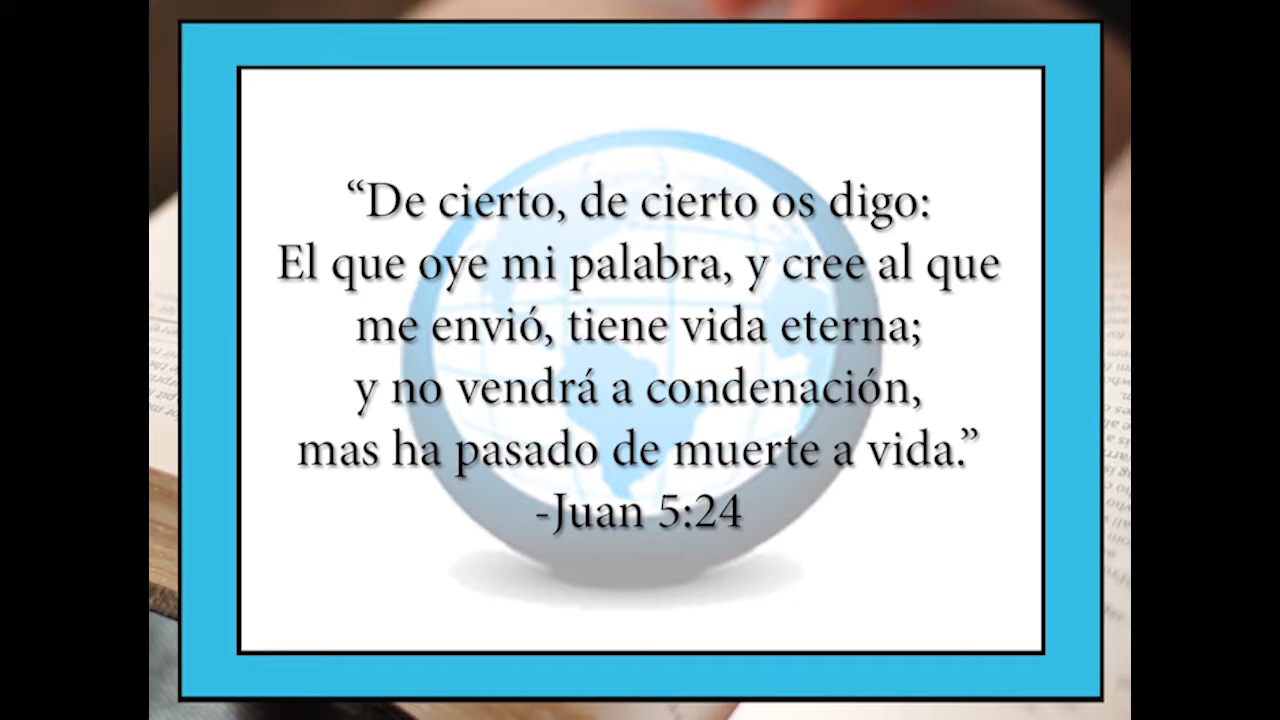 “De cierto, de cierto os digo:
El que oye mi palabra, y cree al que
me envió, tiene vida eterna;
y no vendrá a condenación,
mas ha pasado de muerte a vida.”
-Juan 5:24